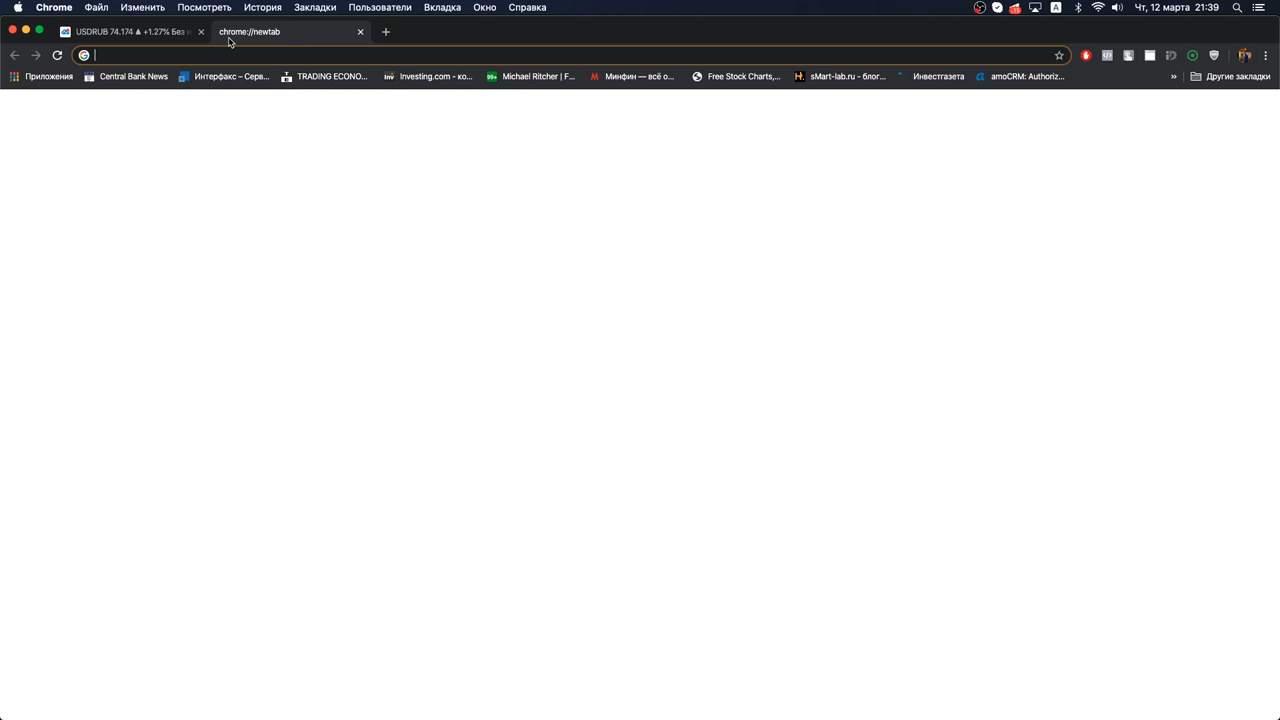 Chrome Файл Изменить Посмотреть История Закладки Пользователи Вкладка Окно Справка A Чт, 12 марта 21:39
USDRUB 74.174 ▲ +1.27% Без chrome://newtab
Приложения Central Bank News Интерфакс – Серв... TRADING ECONO... Investing.com - ко... 99+ Michael Ritcher | F... Минфин — всё о... Free Stock Charts,... sMart-lab.ru - блог... Инвестгазета amoCRM: Authoriz... » Другие закладки